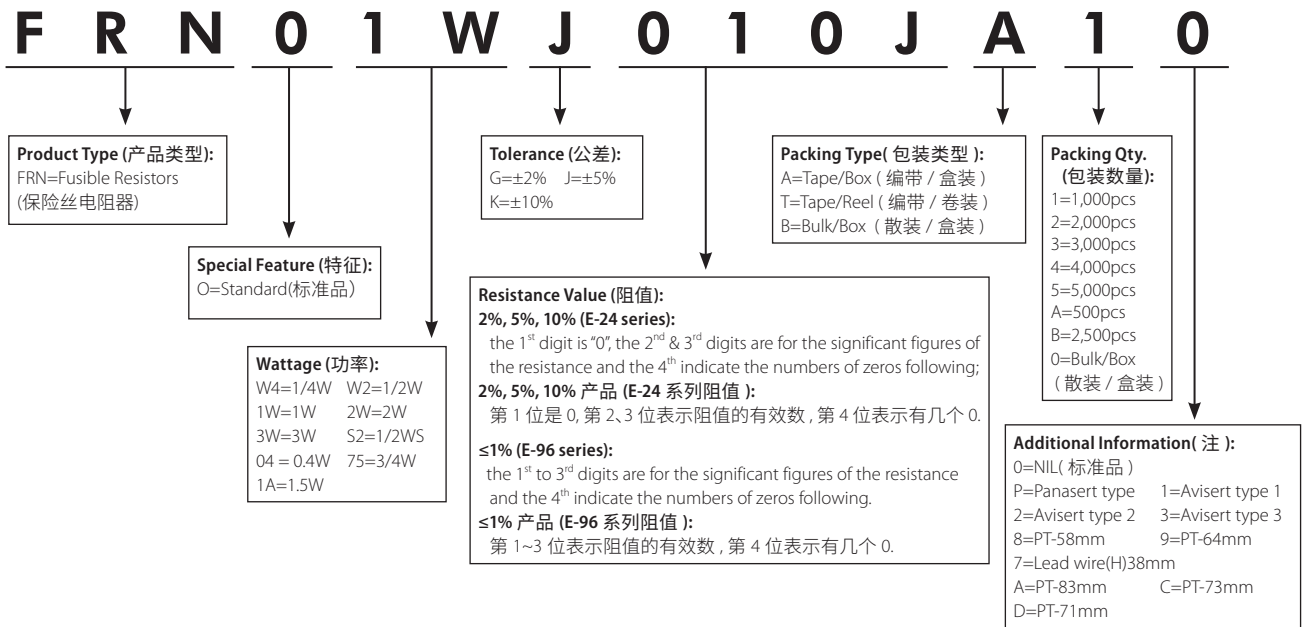 F R N 0 1 W J 0 1 0 J A 1 0
Product Type (产品类型):
FRN=Fusible Resistors
(保险丝电阻器)
Special Feature (特征):
O=Standard(标准品)
Wattage (功率):
W4=1/4W W2=1/2W
1W=1W 2W=2W
3W=3W S2=1/2WS
04 = 0.4W 75=3/4W
1A=1.5W
Tolerance (公差):
G=±2% J=±5%
K=±10%
Resistance Value (阻值):
2%, 5%, 10% (E-24 series):
the 1st digit is "0", the 2nd & 3rd digits are for the significant figures of
the resistance and the 4th indicate the numbers of zeros following;
2%, 5%, 10% 产品 (E-24 系列阻值 ):
第 1 位是 0, 第 2、3 位表示阻值的有效数 , 第 4 位表示有几个 0.
≤1% (E-96 series):
the 1st to 3rd digits are for the significant figures of the resistance
and the 4th indicate the numbers of zeros following.
≤1% 产品 (E-96 系列阻值 ):
第 1~3 位表示阻值的有效数 , 第 4 位表示有几个 0.
Packing Type( 包装类型 ):
A=Tape/Box ( 编带 / 盒装 )
T=Tape/Reel ( 编带 / 卷装 )
B=Bulk/Box ( 散装 / 盒装 )
Packing Qty.
(包装数量):
1=1,000pcs
2=2,000pcs
3=3,000pcs
4=4,000pcs
5=5,000pcs
A=500pcs
B=2,500pcs
0=Bulk/Box
( 散装 / 盒装 )
Additional Information( 注 ):
0=NIL( 标准品 )
P=Panasert type 1=Avisert type 1
2=Avisert type 2 3=Avisert type 3
8=PT-58mm 9=PT-64mm
7=Lead wire(H)38mm
A=PT-83mm C=PT-73mm
D=PT-71mm